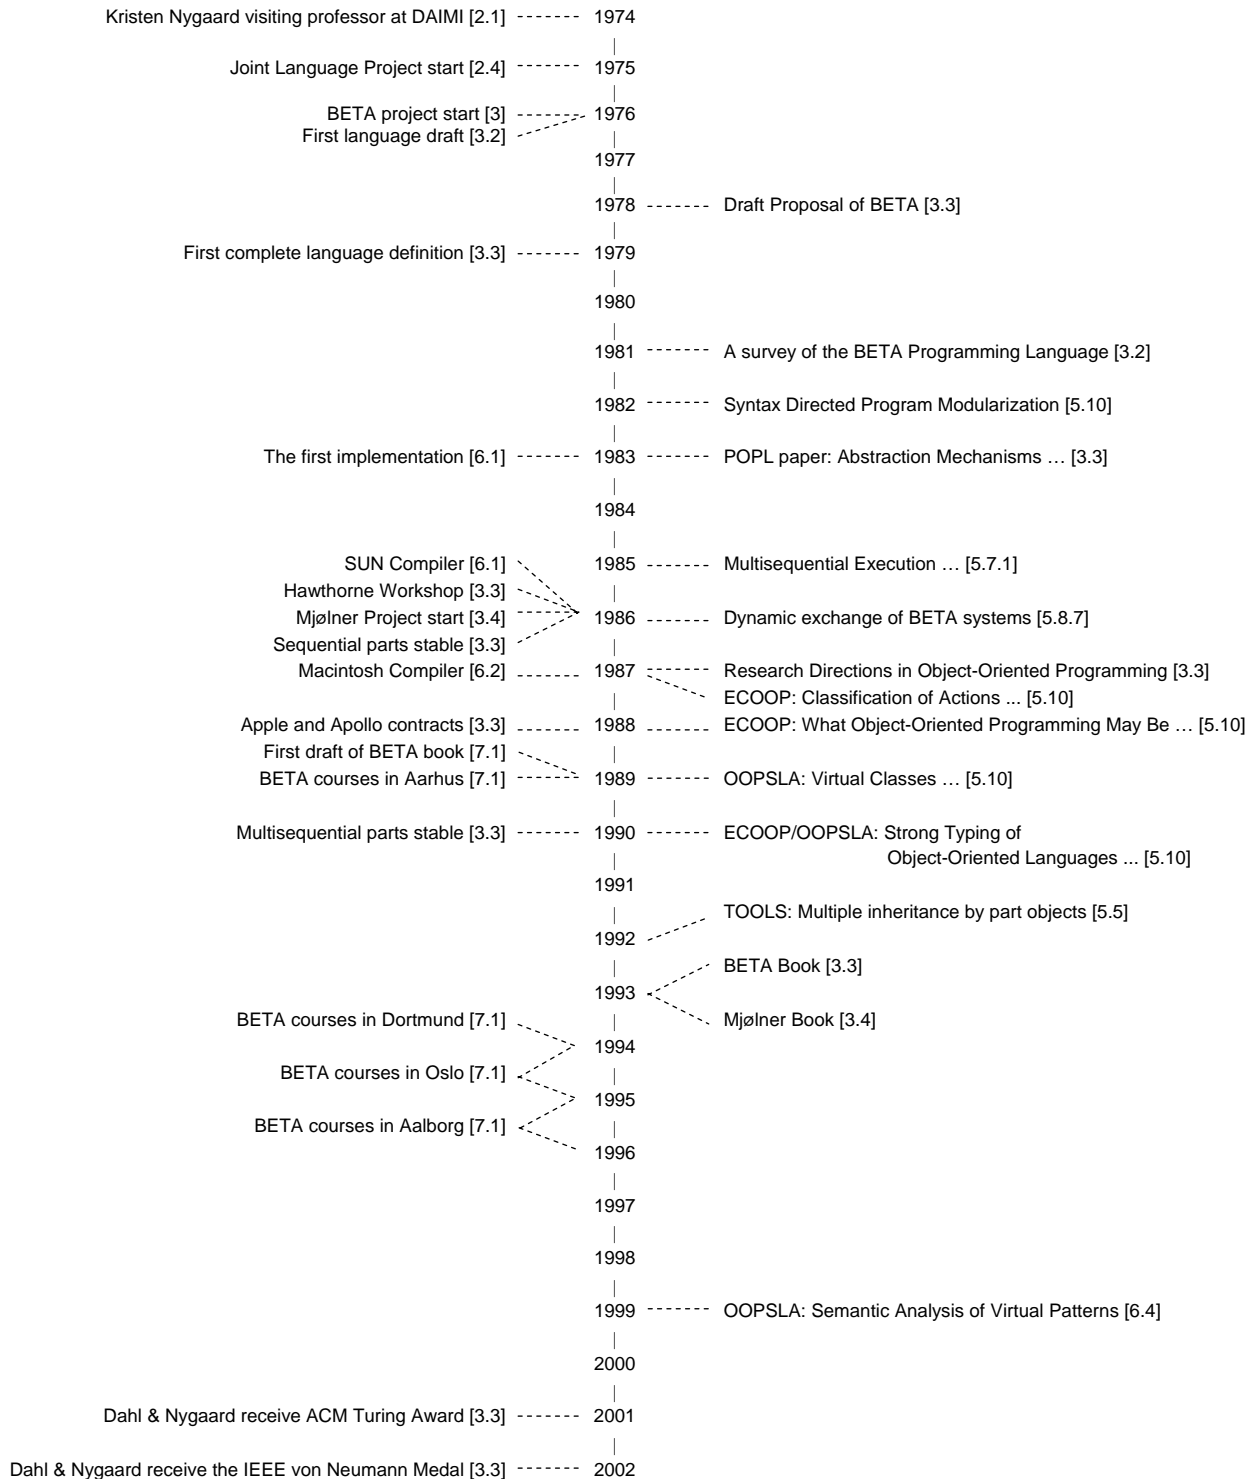 Kristen Nygaard visiting professor at DAIMI [2.1] 1974
Joint Language Project start [2.4] 1975
BETA project start [3] 1976
First language draft [3.2]
1977
1978 Draft Proposal of BETA [3.3]
First complete language definition [3.3] 1979
1980
1981 A survey of the BETA Programming Language [3.2]
1982 Syntax Directed Program Modularization [5.10]
The first implementation [6.1] 1983 POPL paper: Abstraction Mechanisms … [3.3]
1984
SUN Compiler [6.1] 1985 Multisequential Execution … [5.7.1]
Hawthorne Workshop [3.3]
Mjølner Project start [3.4] 1986 Dynamic exchange of BETA systems [5.8.7]
Sequential parts stable [3.3]
Macintosh Compiler [6.2] 1987 Research Directions in Object-Oriented Programming [3.3]
ECOOP: Classification of Actions ... [5.10]
Apple and Apollo contracts [3.3] 1988 ECOOP: What Object-Oriented Programming May Be … [5.10]
First draft of BETA book [7.1]
BETA courses in Aarhus [7.1] 1989 OOPSLA: Virtual Classes … [5.10]
Multisequential parts stable [3.3] 1990 ECOOP/OOPSLA: Strong Typing of
Object-Oriented Languages ... [5.10]
1991
TOOLS: Multiple inheritance by part objects [5.5]
1992
BETA Book [3.3]
1993
BETA courses in Dortmund [7.1] Mjølner Book [3.4]
1994
BETA courses in Oslo [7.1]
1995
BETA courses in Aalborg [7.1]
1996
1997
1998
1999 OOPSLA: Semantic Analysis of Virtual Patterns [6.4]
2000
Dahl & Nygaard receive ACM Turing Award [3.3] 2001
Dahl & Nygaard receive the IEEE von Neumann Medal [3.3] 2002